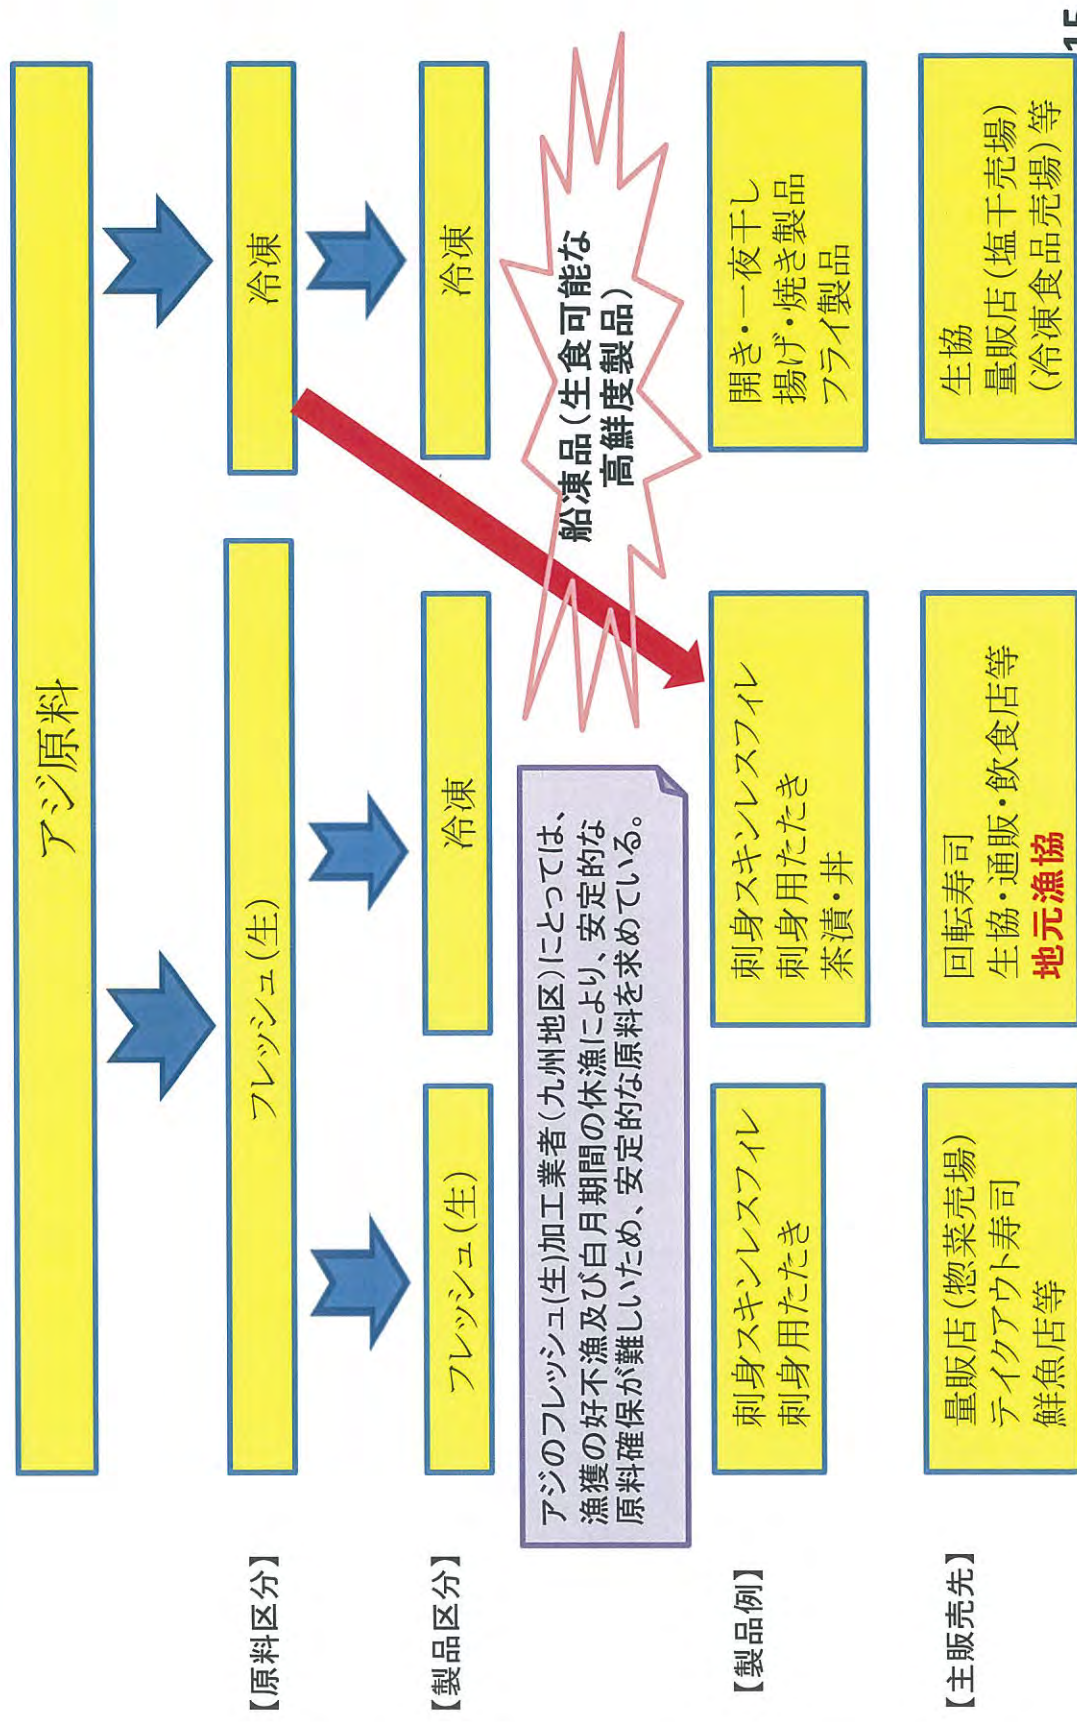 アジ原料
【原料区分】
フレッシュ(生)
冷凍
【製品区分】
フレッシュ(生)
冷凍
冷凍
アジのフレッシュ(生)加工業者(九州地区)にとっては、
漁獲の好不漁及び白月期間の休漁により、安定的な
原料確保が難しいため、安定的な原料を求めている。
船凍品(生食可能な
高鮮度製品)
【製品例】
刺身スキンレスフィレ
刺身用たたき
刺身スキンレスフィレ
刺身用たたき
茶漬・丼
開き・一夜干し
揚げ・焼き製品
フライ製品
【主販売先】
量販店(惣菜売場)
テイクアウト寿司
鮮魚店等
回転寿司
生協・通販・飲食店等
地元漁協
生協
量販店(塩干売場)
(冷凍食品売場)等
15